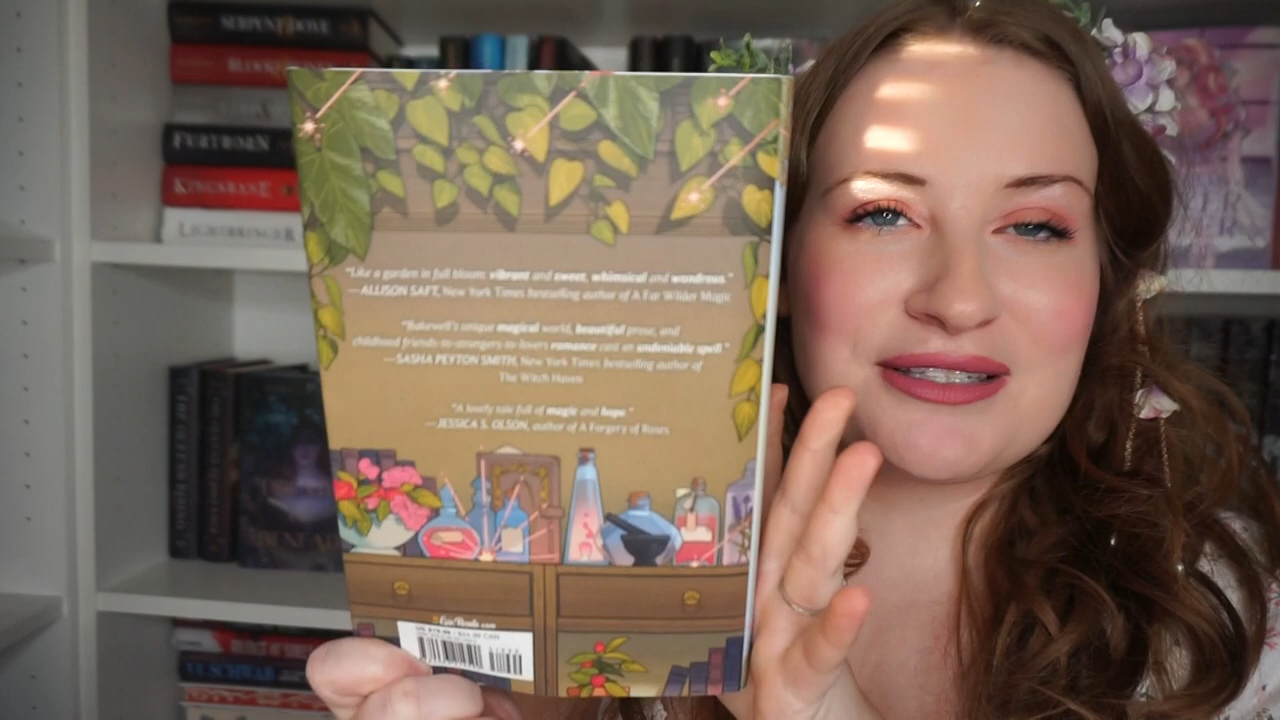 SERPENT & DOVE
FURYBORN
KINGSBANE
LIGHTBRINGER
"Like a garden in full bloom: vibrant and sweet, whimsical and wondrous."
—ALLISON SAFT, New York Times bestselling author of A Far Wilder Magic
"Bakewell's unique magical world, beautiful prose, and
childhood friends-to-strangers-to-lovers romance cast an undeniable spell"
—SASHA PEYTON SMITH, New York Times bestselling author of
The Witch Haven
"A lovely tale full of magic and hope."
—JESSICA S. OLSON, author of A Forgery of Roses
EpicReads.com